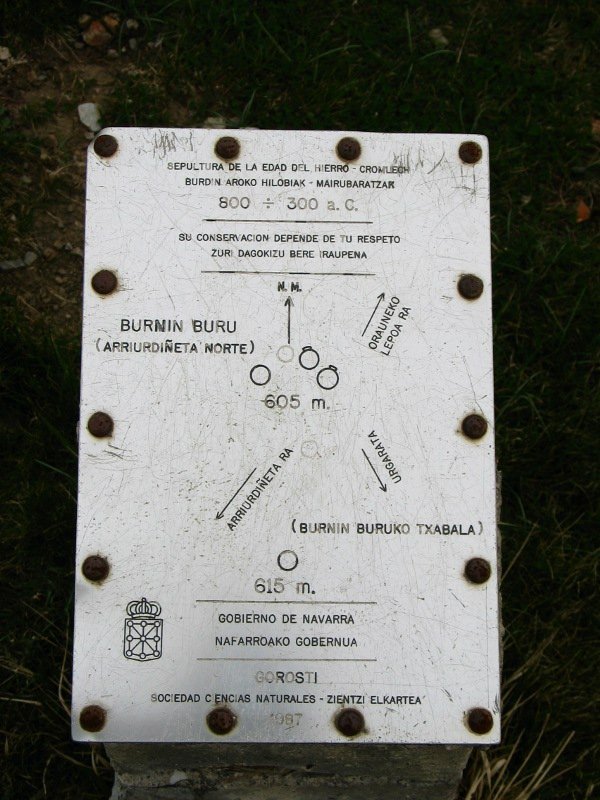 SEPULTURA DE LA EDAD DEL HIERRO - CROMLECH
BURDIN AROKO HILOBIAK - MAIRUBARATZAK
800 ÷ 300 a. C.
SU CONSERVACION DEPENDE DE TU RESPETO
ZURI DAGOKIZU BERE IRAUPENA
N. M.
ORAUNEKO
LEPOA RA
BURNIN BURU
(ARRIURDIÑETA NORTE)
605 m.
ARRIURDIÑETA RA
URGARATA
(BURNIN BURUKO TXABALA)
615 m.
GOBIERNO DE NAVARRA
NAFARROAKO GOBERNUA
GOROSTI
SOCIEDAD CIENCIAS NATURALES - ZIENTZI ELKARTEA
1987